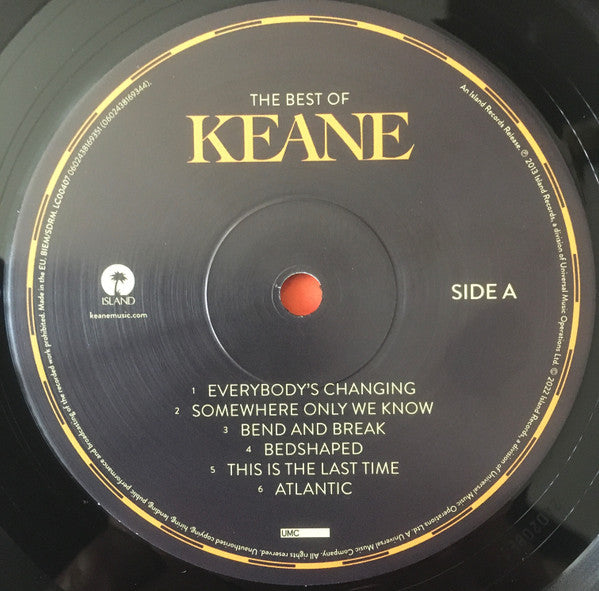 THE BEST OF
KEANE
SIDE A
ISLAND
keanemusic.com
1 EVERYBODY'S CHANGING
2 SOMEWHERE ONLY WE KNOW
3 BEND AND BREAK
4 BEDSHAPED
5 THIS IS THE LAST TIME
6 ATLANTIC
UMC
An Island Records Release. ℗ 2013 Island Records, a division of Universal Music Operations Ltd. © 2022 Island Records, a division of Universal Music Operations Ltd. A Universal Music Company. All rights reserved. Unauthorised copying, hiring, lending, public performance and broadcasting of the recorded work prohibited. Made in the EU. BIEM/SDRM. LC00407. 0602438169351 (0602438169344).